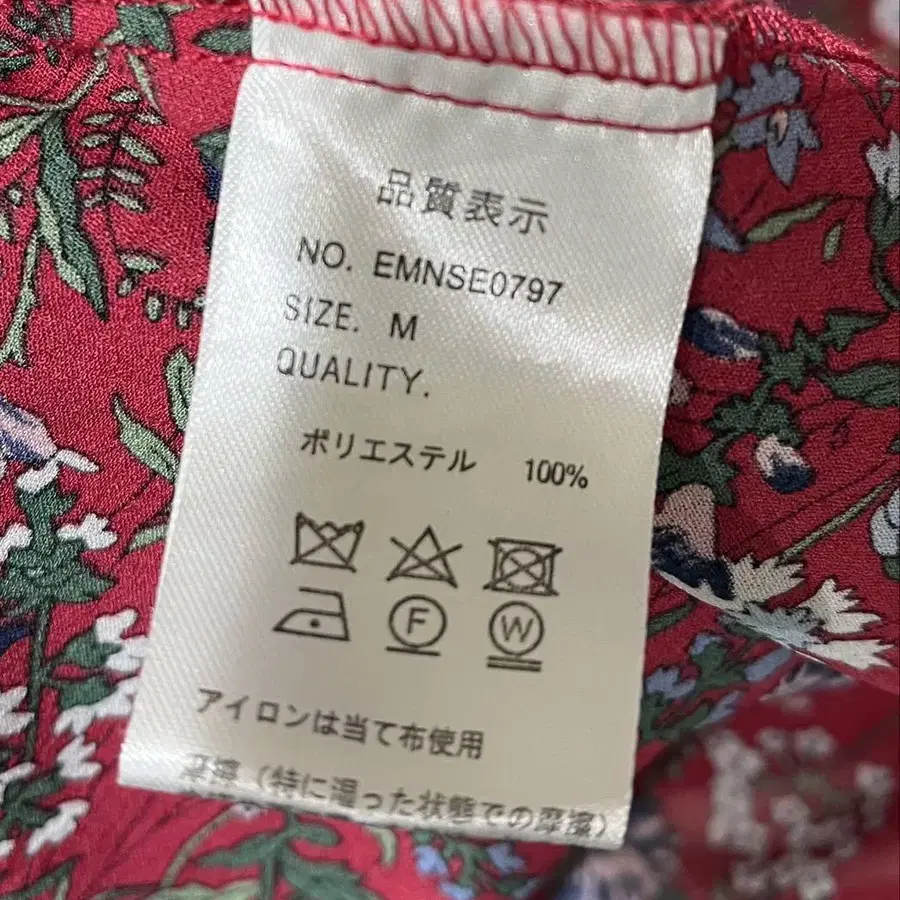 品質表示
NO. EMNSE0797
SIZE. M
QUALITY.
ポリエステル 100%
F W
アイロンは当て布使用
摩擦（特に湿った状態での摩擦）